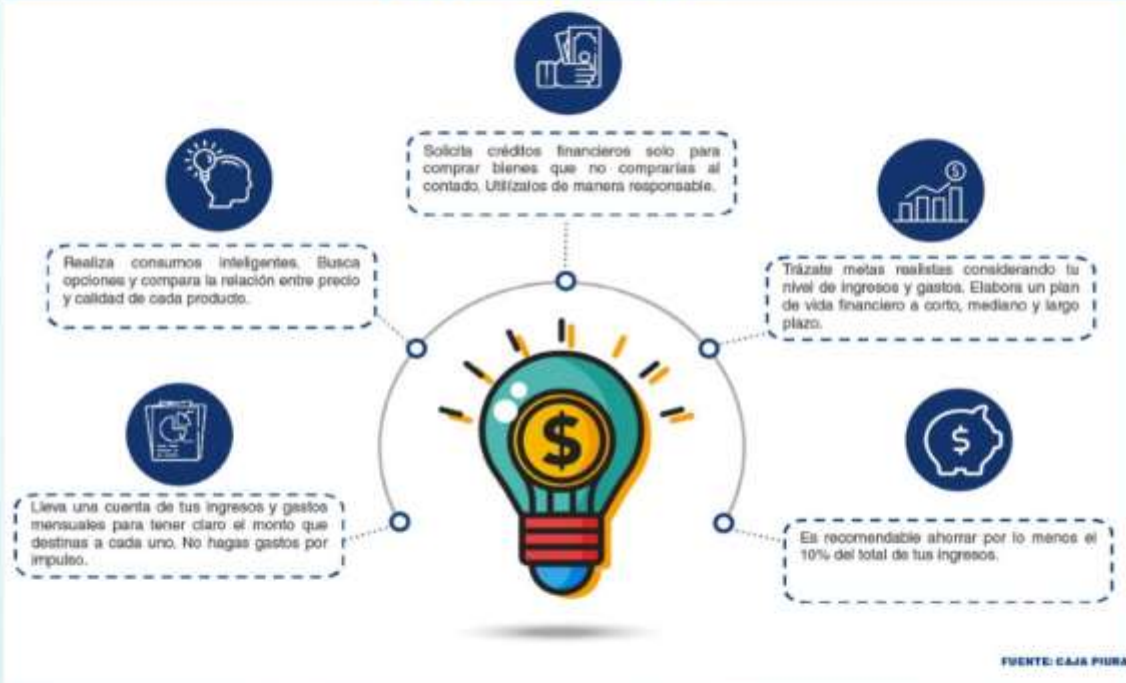 Solicita créditos financieros solo para
comprar bienes que no comprarías al
contado. Utilízalos de manera responsable.
Realiza consumos inteligentes. Busca
opciones y compara la relación entre precio
y calidad de cada producto.
Trázate metas realistas considerando tu
nivel de ingresos y gastos. Elabora un plan
de vida financiero a corto, mediano y largo
plazo.
Lleva una cuenta de tus ingresos y gastos
mensuales para tener claro el monto que
destinas a cada uno. No hagas gastos por
impulso.
Es recomendable ahorrar por lo menos el
10% del total de tus ingresos.
$
$
$
FUENTE: CAJA PIURA